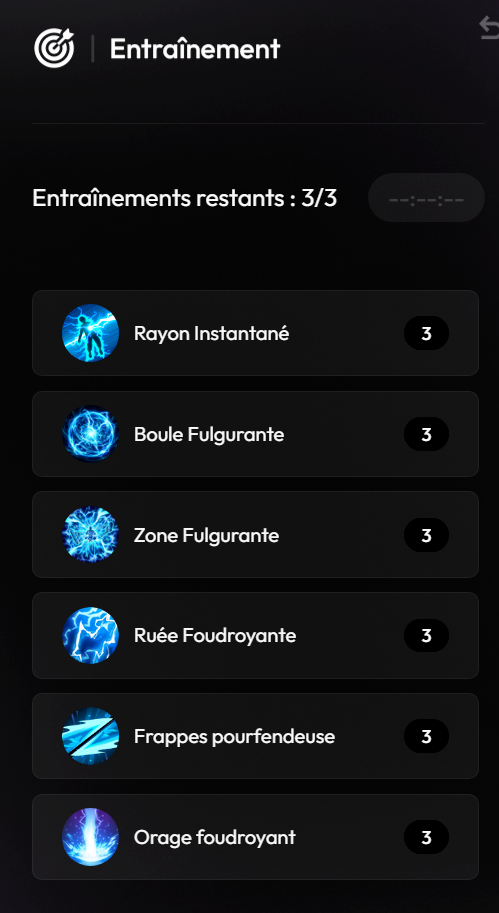 Entraînement
Entraînements restants : 3/3
--:--:--
Rayon Instantané
3
Boule Fulgurante
3
Zone Fulgurante
3
Ruée Foudroyante
3
Frappes pourfendeuse
3
Orage foudroyant
3